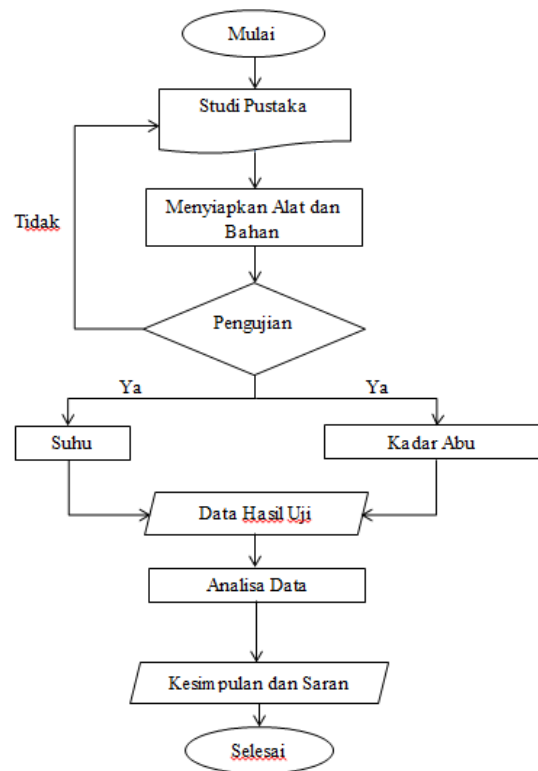 Mulai
Studi Pustaka
Tidak
Menyiapkan Alat dan
Bahan
Pengujian
Ya
Ya
Suhu
Kadar Abu
Data Hasil Uji
Analisa Data
Kesimpulan dan Saran
Selesai